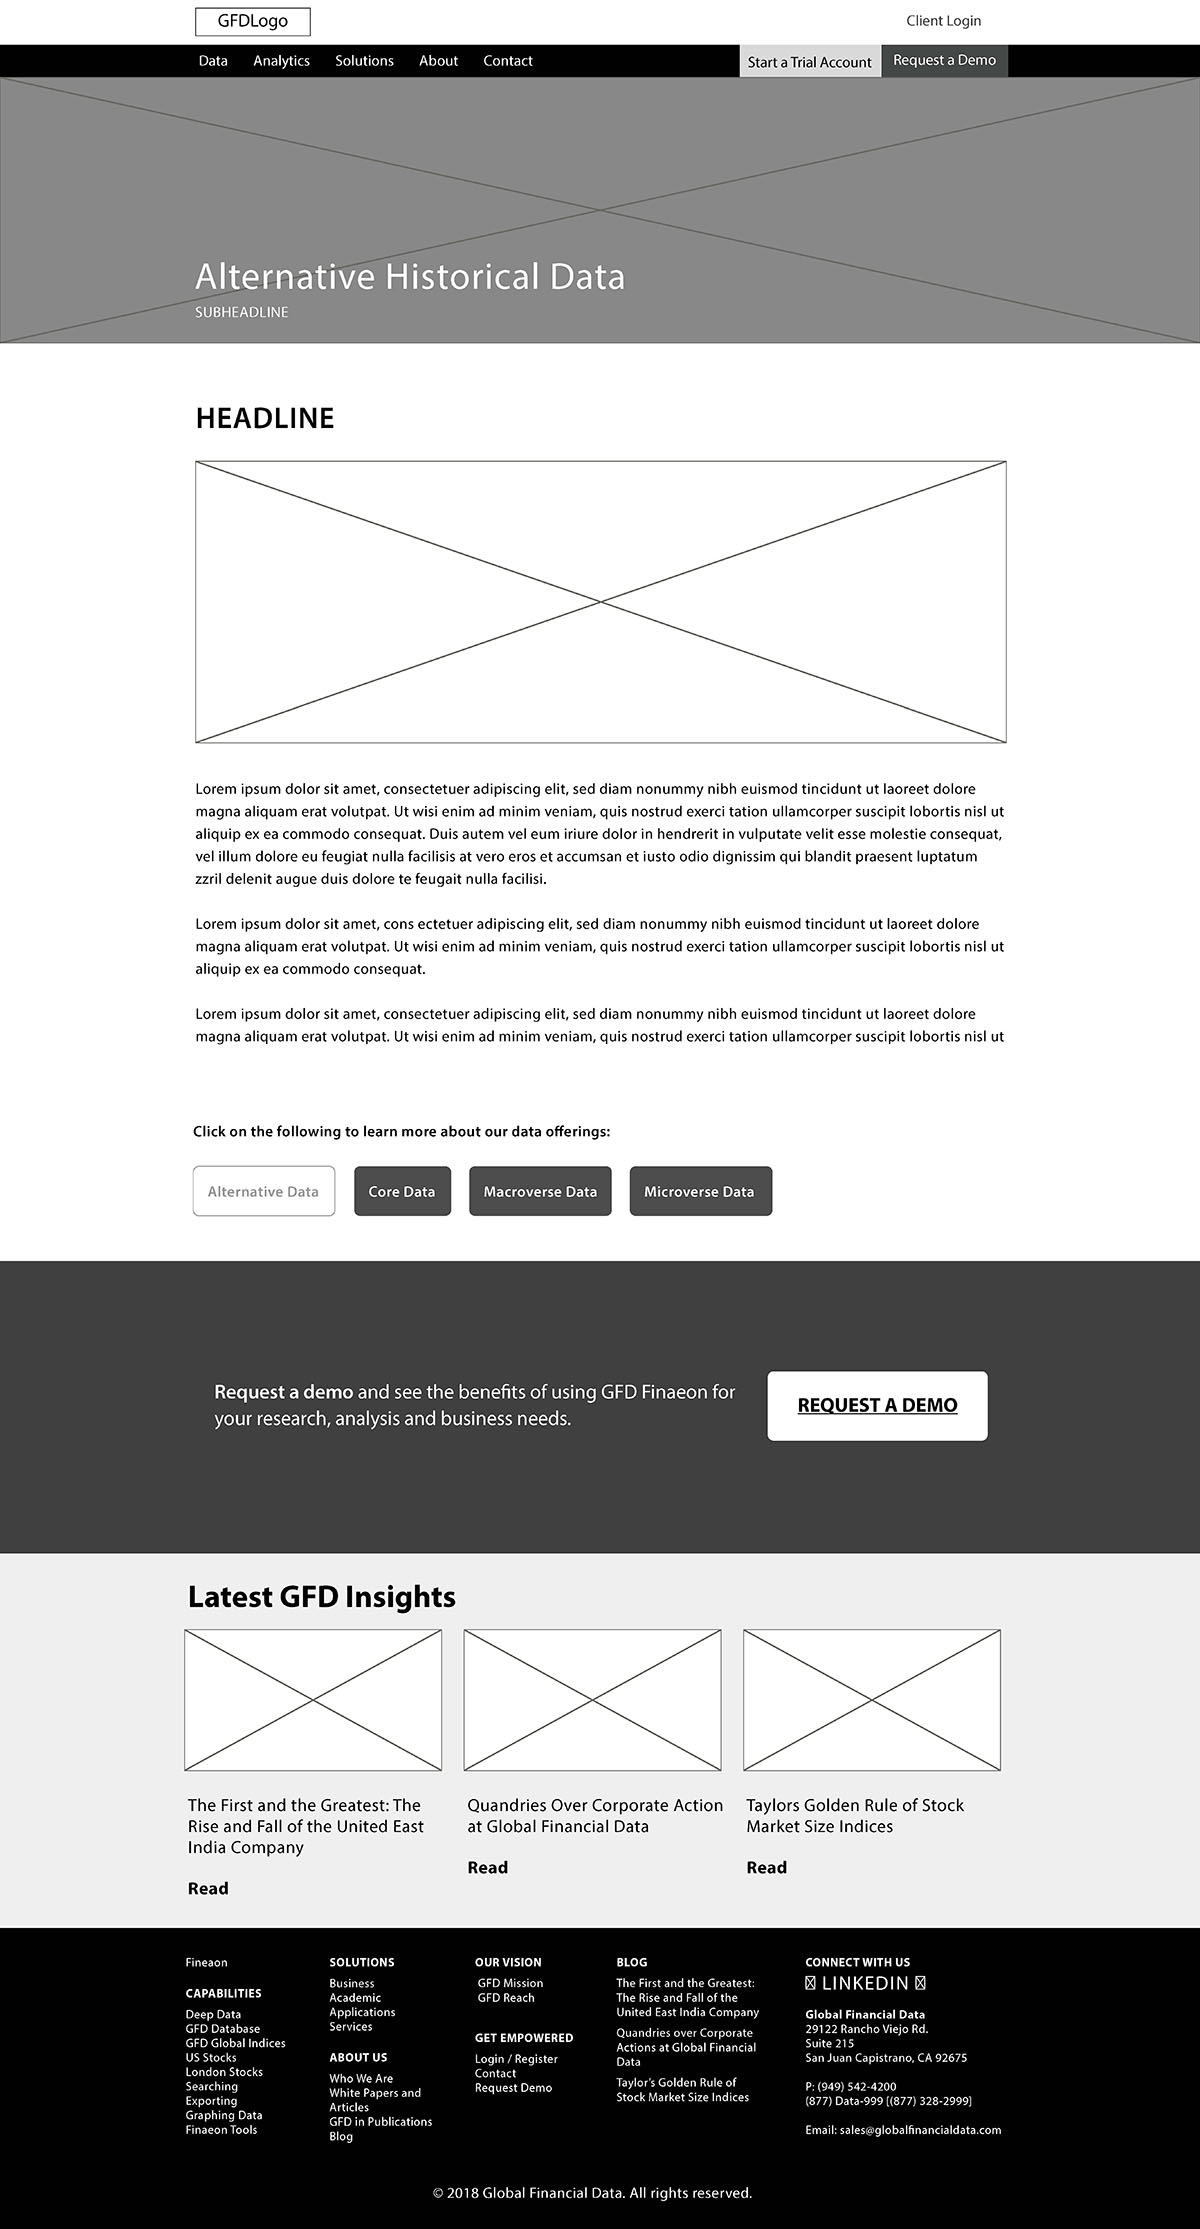 GFDLogo
Client Login
Data Analytics Solutions About Contact Start a Trial Account Request a Demo
Alternative Historical Data
SUBHEADLINE
HEADLINE
Lorem ipsum dolor sit amet, consectetuer adipiscing elit, sed diam nonummy nibh euismod tincidunt ut laoreet dolore
magna aliquam erat volutpat. Ut wisi enim ad minim veniam, quis nostrud exerci tation ullamcorper suscipit lobortis nisl ut
aliquip ex ea commodo consequat. Duis autem vel eum iriure dolor in hendrerit in vulputate velit esse molestie consequat,
vel illum dolore eu feugiat nulla facilisis at vero eros et accumsan et iusto odio dignissim qui blandit praesent luptatum
zzril delenit augue duis dolore te feugait nulla facilisi.
Lorem ipsum dolor sit amet, cons ectetuer adipiscing elit, sed diam nonummy nibh euismod tincidunt ut laoreet dolore
magna aliquam erat volutpat. Ut wisi enim ad minim veniam, quis nostrud exerci tation ullamcorper suscipit lobortis nisl ut
aliquip ex ea commodo consequat.
Lorem ipsum dolor sit amet, consectetuer adipiscing elit, sed diam nonummy nibh euismod tincidunt ut laoreet dolore
magna aliquam erat volutpat. Ut wisi enim ad minim veniam, quis nostrud exerci tation ullamcorper suscipit lobortis nisl ut
Click on the following to learn more about our data offerings:
Alternative Data Core Data Macroverse Data Microverse Data
Request a demo and see the benefits of using GFD Finaeon for
your research, analysis and business needs.
REQUEST A DEMO
Latest GFD Insights
The First and the Greatest: The
Rise and Fall of the United East
India Company
Read
Quandries Over Corporate Action
at Global Financial Data
Read
Taylors Golden Rule of Stock
Market Size Indices
Read
Fineaon
CAPABILITIES
Deep Data
GFD Database
GFD Global Indices
US Stocks
London Stocks
Searching
Exporting
Graphing Data
Finaeon Tools
SOLUTIONS
Business
Academic
Applications
Services
ABOUT US
Who We Are
White Papers and
Articles
GFD in Publications
Blog
OUR VISION
GFD Mission
GFD Reach
GET EMPOWERED
Login / Register
Contact
Request Demo
BLOG
The First and the Greatest:
The Rise and Fall of the
United East India Company
Quandries over Corporate
Actions at Global Financial
Data
Taylor's Golden Rule of
Stock Market Size Indices
CONNECT WITH US
LINKEDIN
Global Financial Data
29122 Rancho Viejo Rd.
Suite 215
San Juan Capistrano, CA 92675
P: (949) 542-4200
(877) Data-999 [(877) 328-2999]
Email: sales@globalfinancialdata.com
© 2018 Global Financial Data. All rights reserved.